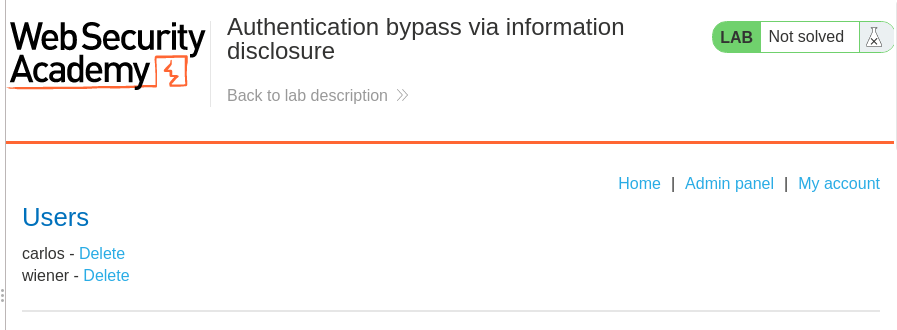 Web Security
Academy
Authentication bypass via information
disclosure
Back to lab description
LAB Not solved
Home | Admin panel | My account
Users
carlos - Delete
wiener - Delete